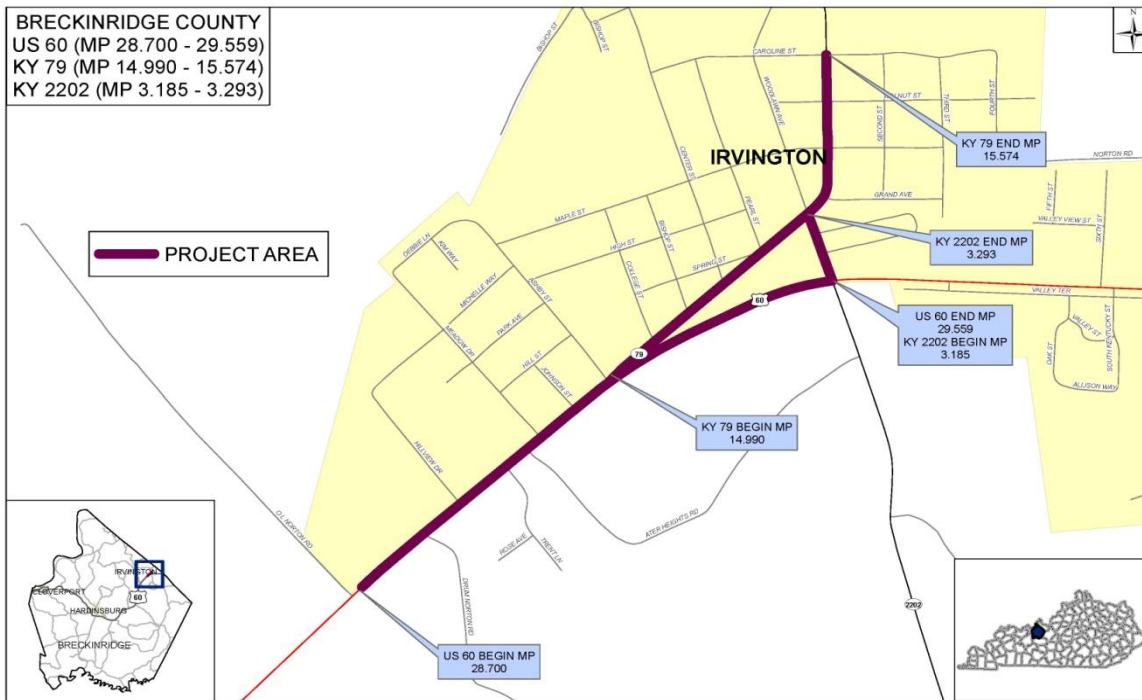 BRECKINRIDGE COUNTY
US 60 (MP 28.700 - 29.559)
KY 79 (MP 14.990 - 15.574)
KY 2202 (MP 3.185 - 3.293)
N
BISHOP ST
BISHOP ST
CAROLINE ST
WOODLAWN AVE
WALNUT ST
SECOND ST
THIRD ST
FOURTH ST
KY 79 END MP
15.574
IRVINGTON
NORTON RD
CENTER ST
PEARL ST
GRAND AVE
FIFTH ST
VALLEY VIEW ST
SIXTH ST
MAPLE ST
HIGH ST
BISHOP ST
SPRING ST
COLLEGE ST
KY 2202 END MP
3.293
PROJECT AREA
DEBBIE LN
KIM WAY
MICHELLE WAY
ASHBY ST
PARK AVE
MEADOW DR
HILL ST
JOHNSON ST
HILLVIEW DR
60
79
US 60 END MP
29.559
KY 2202 BEGIN MP
3.185
VALLEY TER
VALLEY ST
OAK ST
SOUTH KENTUCKY ST
ALLISON WAY
KY 79 BEGIN MP
14.990
O L NORTON RD
ATER HEIGHTS RD
ROSE AVE
TRENT LN
DRUM NORTON RD
2202
US 60 BEGIN MP
28.700
IRVINGTON
CLOVERPORT
60
HARDINSBURG
BRECKINRIDGE